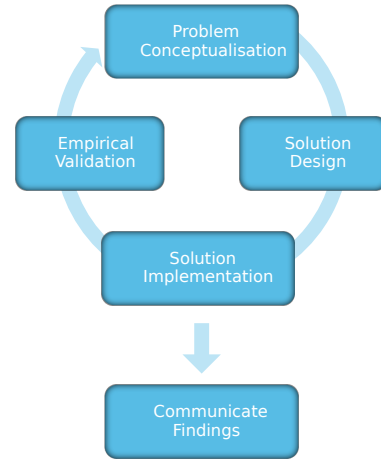 Problem
Conceptualisation
Empirical
Validation
Solution
Design
Solution
Implementation
Communicate
Findings